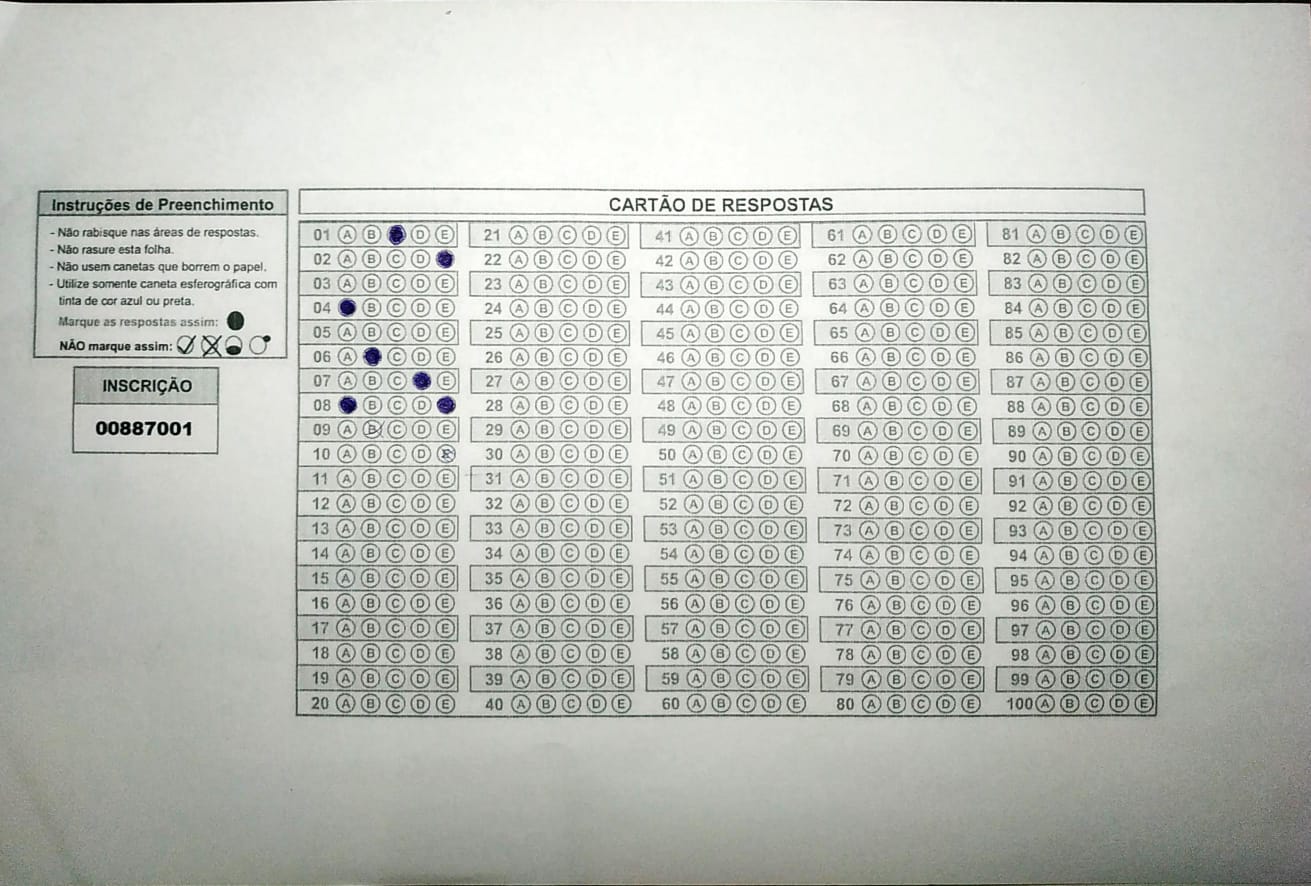 Instruções de Preenchimento
- Não rabisque nas áreas de respostas.
- Não rasure esta folha.
- Não usem canetas que borrem o papel.
- Utilize somente caneta esferográfica com
tinta de cor azul ou preta.
Marque as respostas assim:
NÃO marque assim:
INSCRIÇÃO
00887001
CARTÃO DE RESPOSTAS
01 A B D E
02 A B C D
03 A B C D E
04 B C D E
05 A B C D E
06 A C D E
07 A B C E
08 B C D
09 A B C D E
10 A B C D E
11 A B C D E
12 A B C D E
13 A B C D E
14 A B C D E
15 A B C D E
16 A B C D E
17 A B C D E
18 A B C D E
19 A B C D E
20 A B C D E
21 A B C D E
22 A B C D E
23 A B C D E
24 A B C D E
25 A B C D E
26 A B C D E
27 A B C D E
28 A B C D E
29 A B C D E
30 A B C D E
31 A B C D E
32 A B C D E
33 A B C D E
34 A B C D E
35 A B C D E
36 A B C D E
37 A B C D E
38 A B C D E
39 A B C D E
40 A B C D E
41 A B C D E
42 A B C D E
43 A B C D E
44 A B C D E
45 A B C D E
46 A B C D E
47 A B C D E
48 A B C D E
49 A B C D E
50 A B C D E
51 A B C D E
52 A B C D E
53 A B C D E
54 A B C D E
55 A B C D E
56 A B C D E
57 A B C D E
58 A B C D E
59 A B C D E
60 A B C D E
61 A B C D E
62 A B C D E
63 A B C D E
64 A B C D E
65 A B C D E
66 A B C D E
67 A B C D E
68 A B C D E
69 A B C D E
70 A B C D E
71 A B C D E
72 A B C D E
73 A B C D E
74 A B C D E
75 A B C D E
76 A B C D E
77 A B C D E
78 A B C D E
79 A B C D E
80 A B C D E
81 A B C D E
82 A B C D E
83 A B C D E
84 A B C D E
85 A B C D E
86 A B C D E
87 A B C D E
88 A B C D E
89 A B C D E
90 A B C D E
91 A B C D E
92 A B C D E
93 A B C D E
94 A B C D E
95 A B C D E
96 A B C D E
97 A B C D E
98 A B C D E
99 A B C D E
100 A B C D E